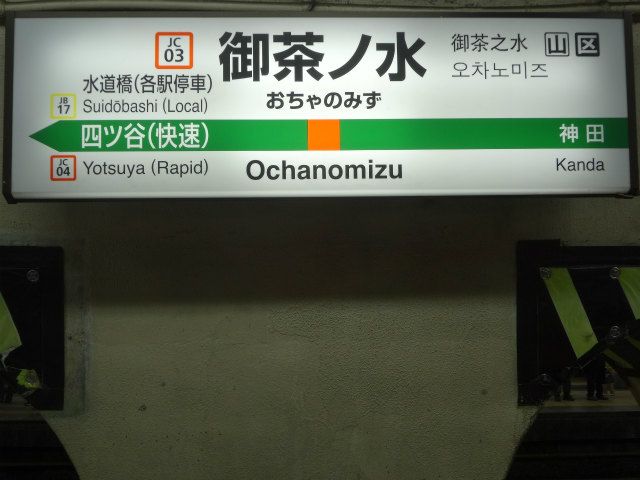 JC
03
御茶ノ水
おちゃのみず
御茶之水
오차노미즈
山 区
水道橋(各駅停車)
JB
17
Suidōbashi (Local)
四ツ谷(快速)
神田
JC
04
Yotsuya (Rapid)
Ochanomizu
Kanda